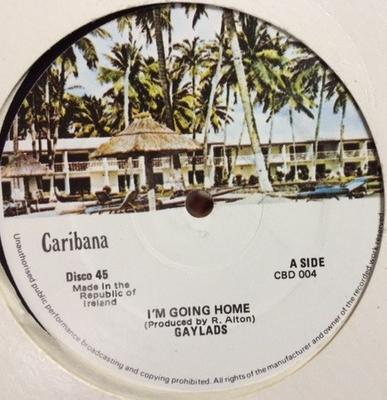 Caribana
Disco 45
Made in the
Republic of
Ireland
A SIDE
CBD 004
I'M GOING HOME
(Produced by R. Aiton)
GAYLADS
Unauthorised public performance broadcasting and copying prohibited. All rights of the manufacturer and owner of the recorded work reserved.